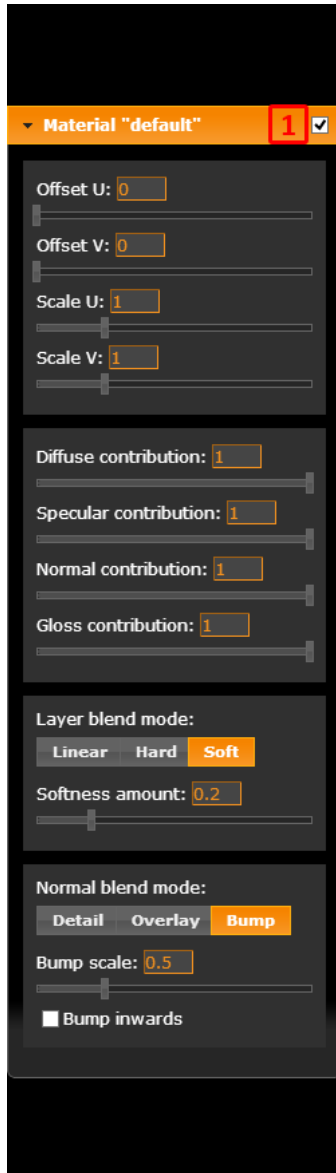 Material "default" 1
Offset U: 0
Offset V: 0
Scale U: 1
Scale V: 1
Diffuse contribution: 1
Specular contribution: 1
Normal contribution: 1
Gloss contribution: 1
Layer blend mode:
Linear Hard Soft
Softness amount: 0.2
Normal blend mode:
Detail Overlay Bump
Bump scale: 0.5
Bump inwards